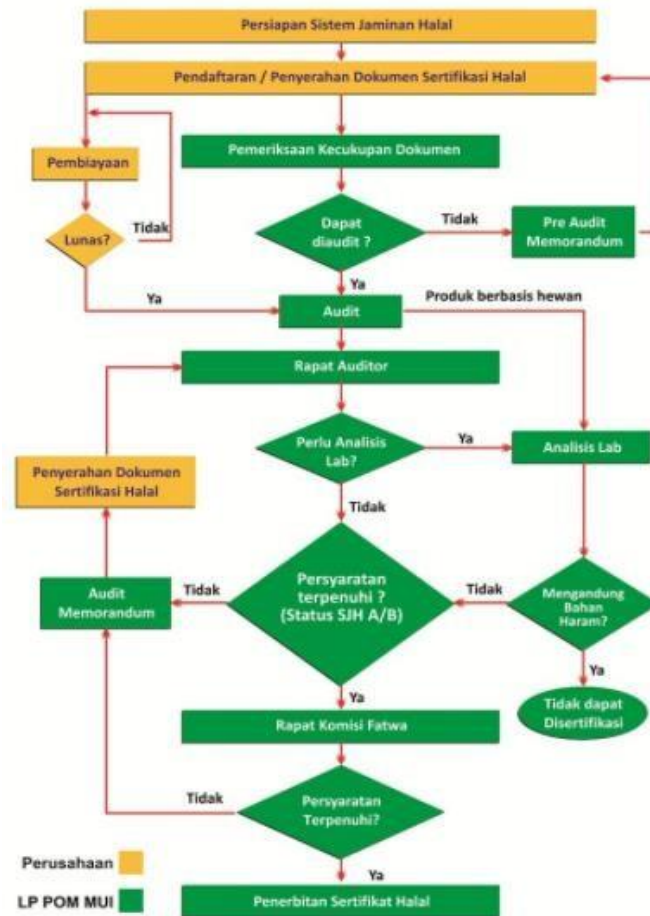 Persiapan Sistem Jaminan Halal
Pendaftaran / Penyerahan Dokumen Sertifikasi Halal
Pembiayaan
Pemeriksaan Kecukupan Dokumen
Lunas?
Tidak
Dapat
diaudit ?
Tidak
Pre Audit
Memorandum
Ya
Ya
Audit
Produk berbasis hewan
Rapat Auditor
Perlu Analisis
Lab?
Ya
Analisis Lab
Penyerahan Dokumen
Sertifikasi Halal
Tidak
Audit
Memorandum
Tidak
Persyaratan
terpenuhi ?
(Status SJH A/B)
Tidak
Mengandung
Bahan
Haram?
Ya
Ya
Tidak dapat
Disertifikasi
Rapat Komisi Fatwa
Tidak
Persyaratan
Terpenuhi?
Ya
Penerbitan Sertifikat Halal
Perusahaan
LP POM MUI